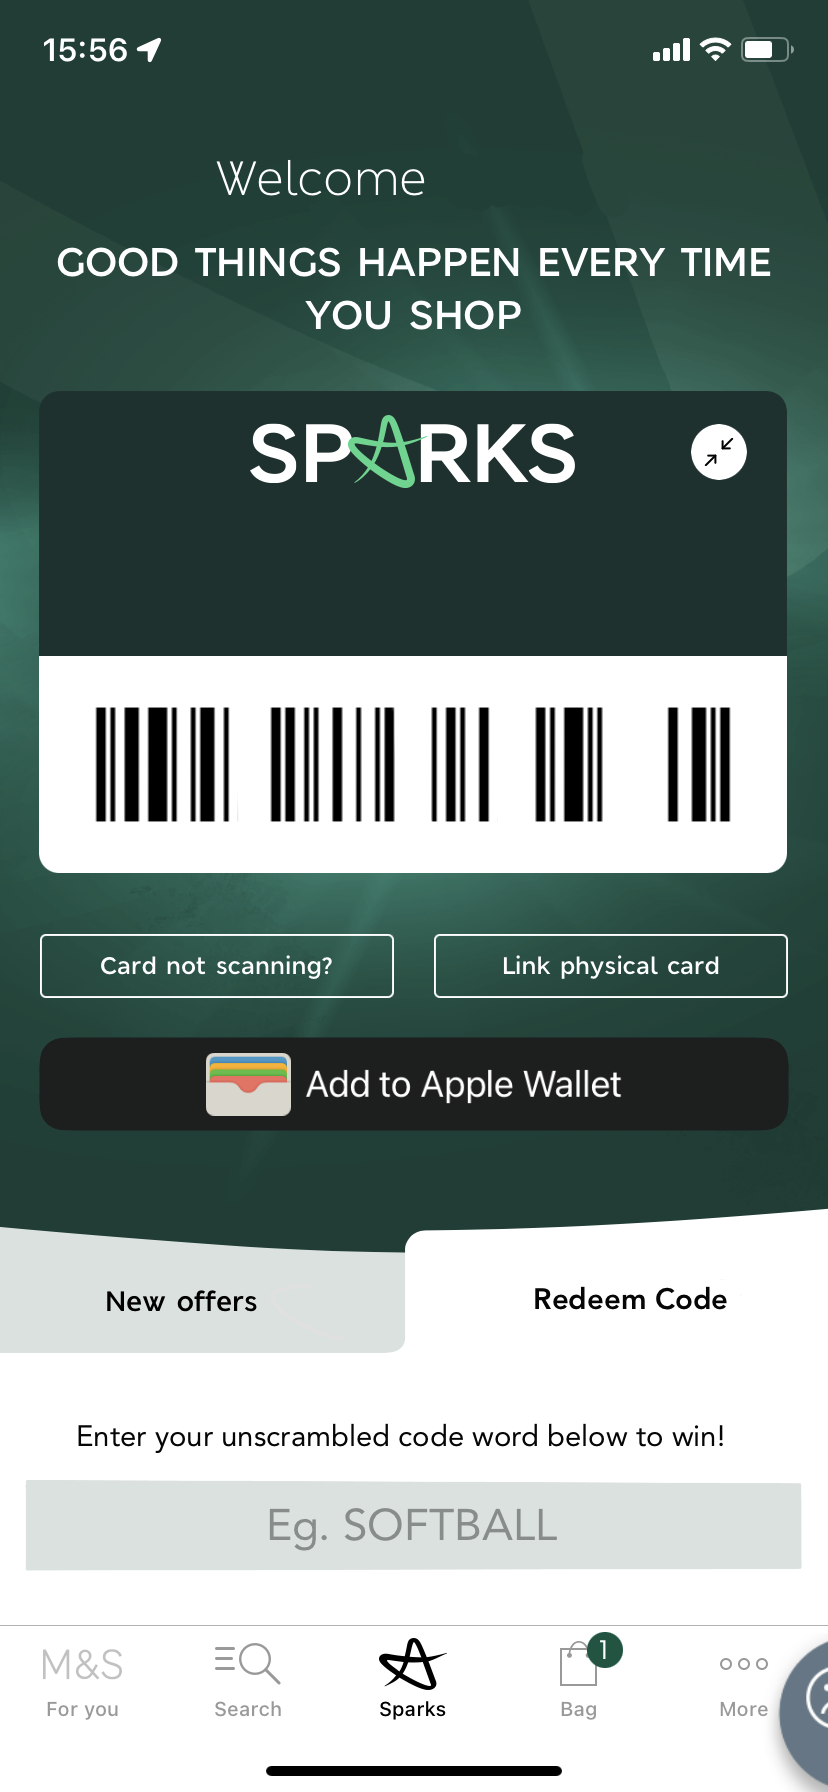 15:56
Welcome
GOOD THINGS HAPPEN EVERY TIME
YOU SHOP
SPARKS
Card not scanning?
Link physical card
Add to Apple Wallet
New offers
Redeem Code
Enter your unscrambled code word below to win!
Eg. SOFTBALL
M&S
1
For you
Search
Sparks
Bag
More